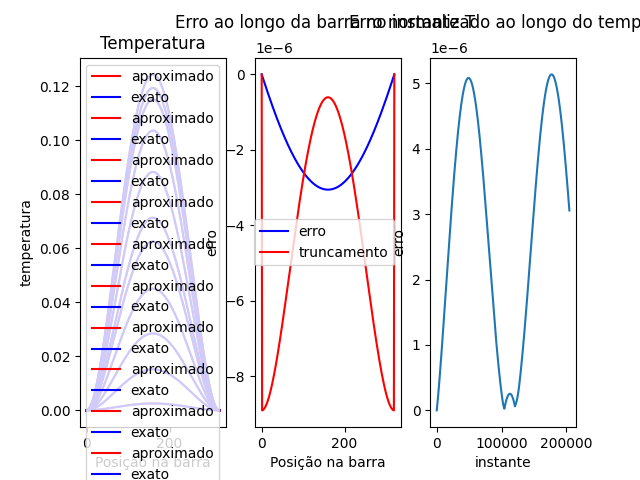 Erro ao longo da barra no instante T
Erro normalizado ao longo do temp
Temperatura
1e−6
1e−6
0.12
0.10
0.08
0.06
0.04
0.02
0.00
temperatura
0
200
Posição na barra
aproximado
exato
aproximado
exato
aproximado
exato
aproximado
exato
aproximado
exato
aproximado
exato
aproximado
exato
aproximado
exato
aproximado
exato
aproximado
exato
0
−2
−4
−6
−8
erro
erro
truncamento
0
200
Posição na barra
5
4
3
2
1
0
erro
0
100000
200000
instante